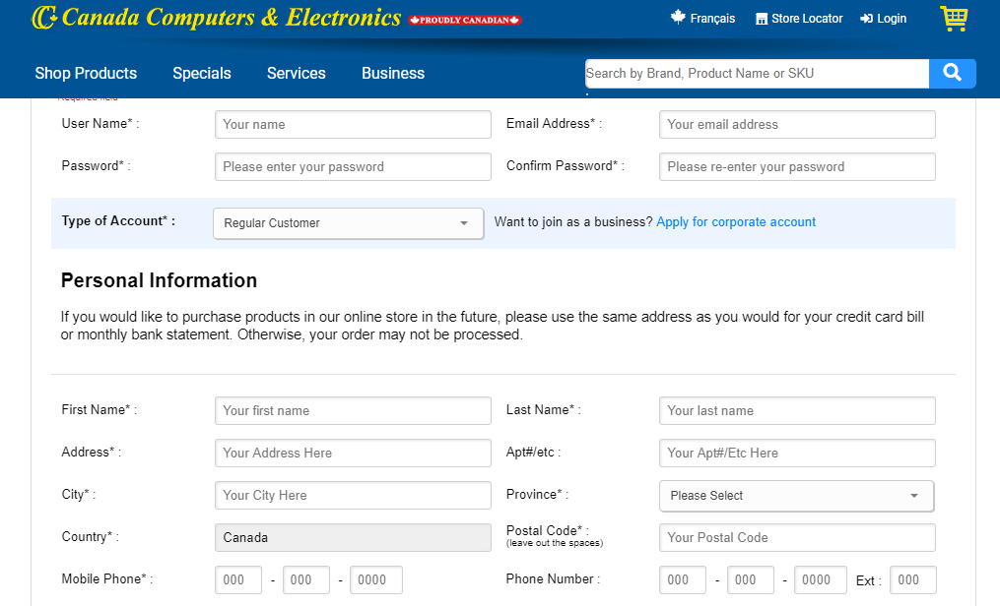 Canada Computers & Electronics PROUDLY CANADIAN Français Store Locator Login
Shop Products Specials Services Business Search by Brand, Product Name or SKU
Required field
User Name* : Your name Email Address* : Your email address
Password* : Please enter your password Confirm Password* : Please re-enter your password
Type of Account* : Regular Customer Want to join as a business? Apply for corporate account
Personal Information
If you would like to purchase products in our online store in the future, please use the same address as you would for your credit card bill
or monthly bank statement. Otherwise, your order may not be processed.
First Name* : Your first name Last Name* : Your last name
Address* : Your Address Here Apt#/etc : Your Apt#/Etc Here
City* : Your City Here Province* : Please Select
Country* : Canada Postal Code* : Your Postal Code
(leave out the spaces)
Mobile Phone* : 000 - 000 - 0000 Phone Number : 000 - 000 - 0000 Ext : 000